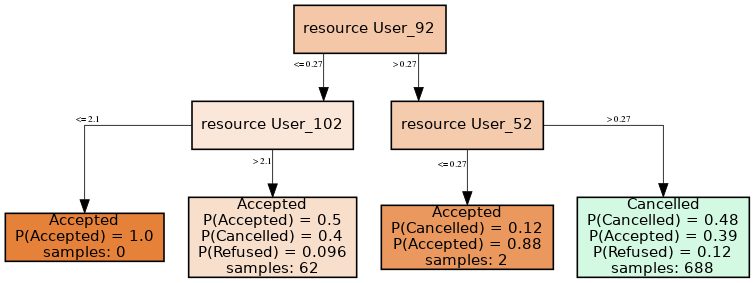 resource User_92
<= 0.27
> 0.27
resource User_102
resource User_52
<= 2.1
> 2.1
<= 0.27
> 0.27
Accepted
P(Accepted) = 1.0
samples: 0
Accepted
P(Accepted) = 0.5
P(Cancelled) = 0.4
P(Refused) = 0.096
samples: 62
Accepted
P(Cancelled) = 0.12
P(Accepted) = 0.88
samples: 2
Cancelled
P(Cancelled) = 0.48
P(Accepted) = 0.39
P(Refused) = 0.12
samples: 688